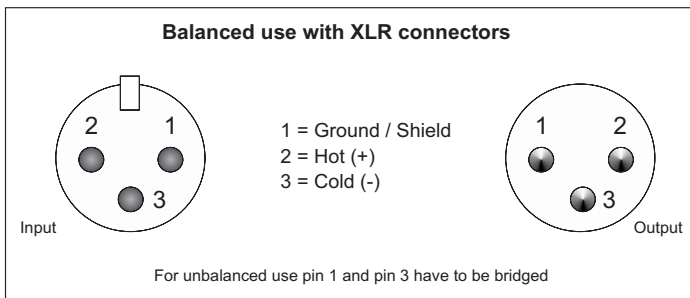 Balanced use with XLR connectors
2 1
3
Input
1 = Ground / Shield
2 = Hot (+)
3 = Cold (-)
1 2
3
Output
For unbalanced use pin 1 and pin 3 have to be bridged